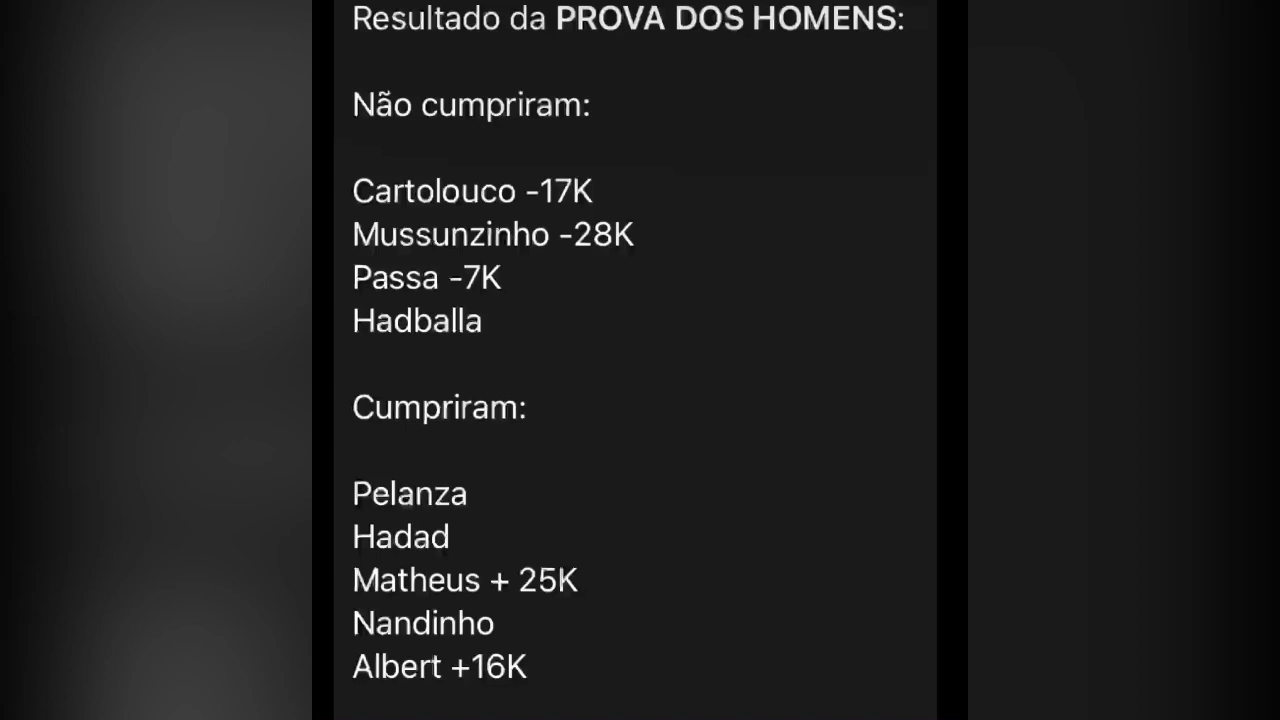 Resultado da PROVA DOS HOMENS:
Não cumpriram:
Cartolouco -17K
Mussunzinho -28K
Passa -7K
Hadballa
Cumpriram:
Pelanza
Hadad
Matheus + 25K
Nandinho
Albert +16K